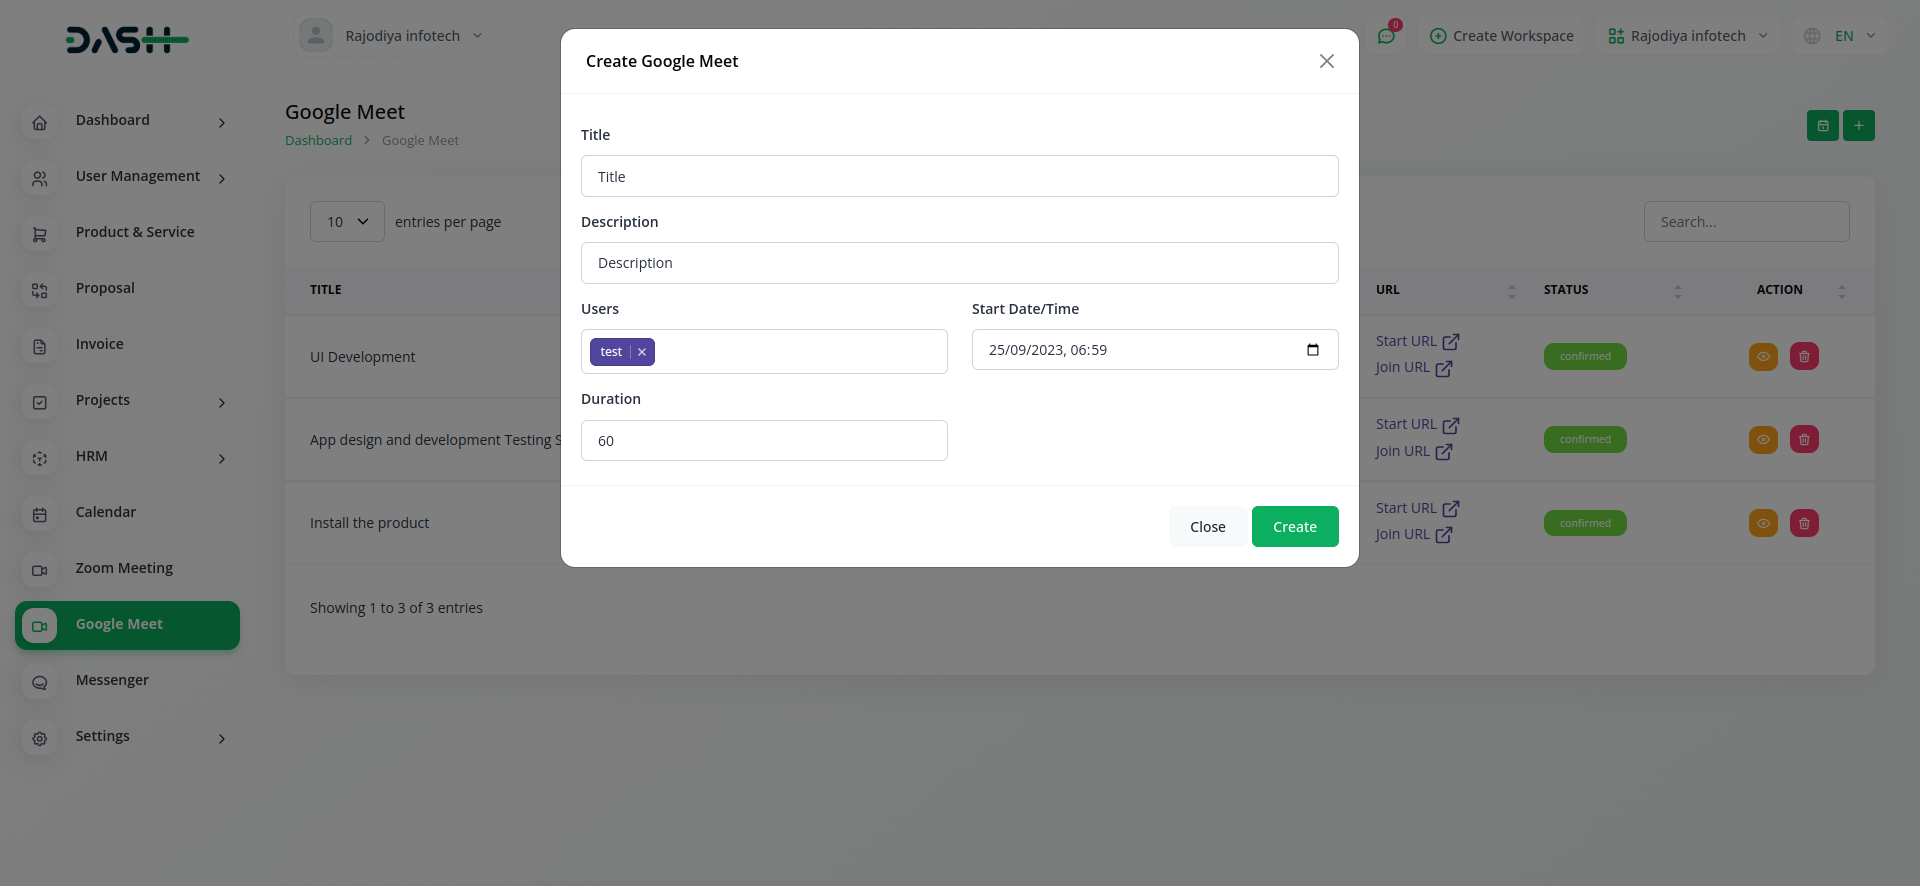 DASH
Rajodiya infotech
0
Create Workspace
Rajodiya infotech
EN
Dashboard
User Management
Product & Service
Proposal
Invoice
Projects
HRM
Calendar
Zoom Meeting
Google Meet
Messenger
Settings
Google Meet
Dashboard > Google Meet
10 entries per page
Search...
TITLE
URL
STATUS
ACTION
UI Development
Start URL
Join URL
confirmed
App design and development Testing S
Start URL
Join URL
confirmed
Install the product
Start URL
Join URL
confirmed
Showing 1 to 3 of 3 entries
Create Google Meet
Title
Title
Description
Description
Users
test
Start Date/Time
25/09/2023, 06:59
Duration
60
Close
Create